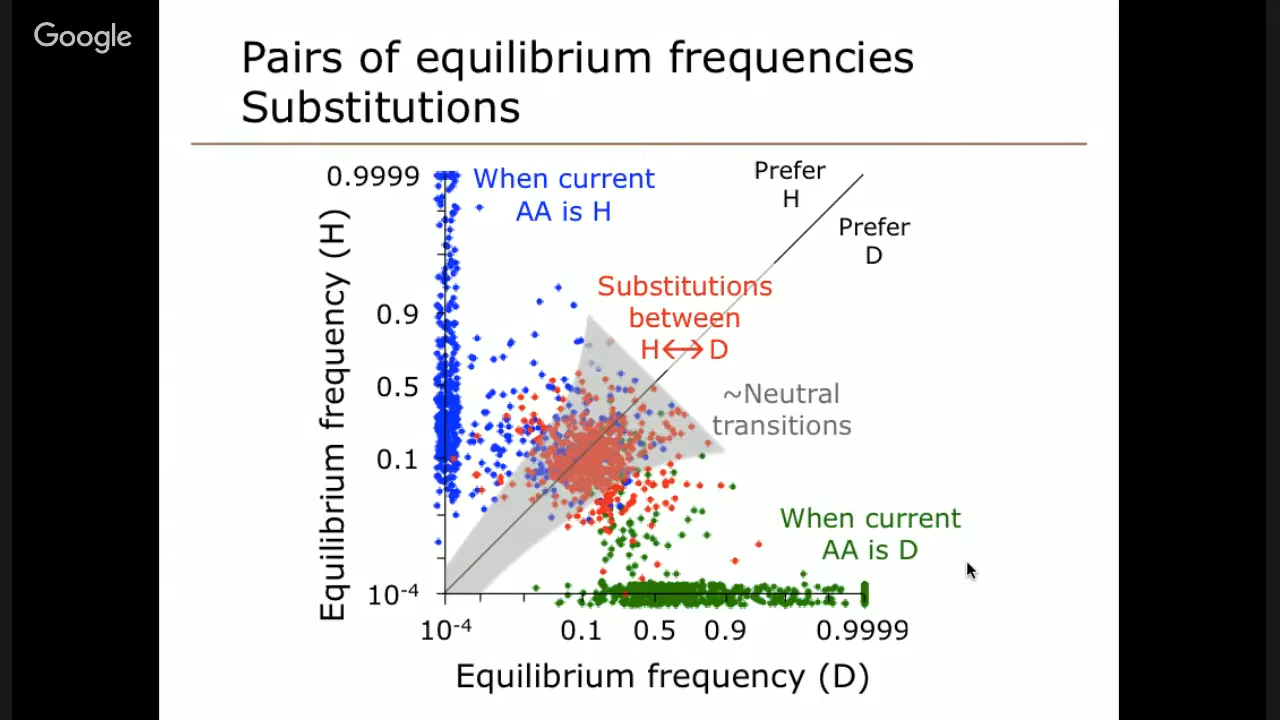 Google
Pairs of equilibrium frequencies
Substitutions
Equilibrium frequency (H)
0.9999
0.9
0.5
0.1
10⁻⁴
When current
AA is H
Prefer
H
Prefer
D
Substitutions
between
H↔D
~Neutral
transitions
When current
AA is D
10⁻⁴ 0.1 0.5 0.9 0.9999
Equilibrium frequency (D)